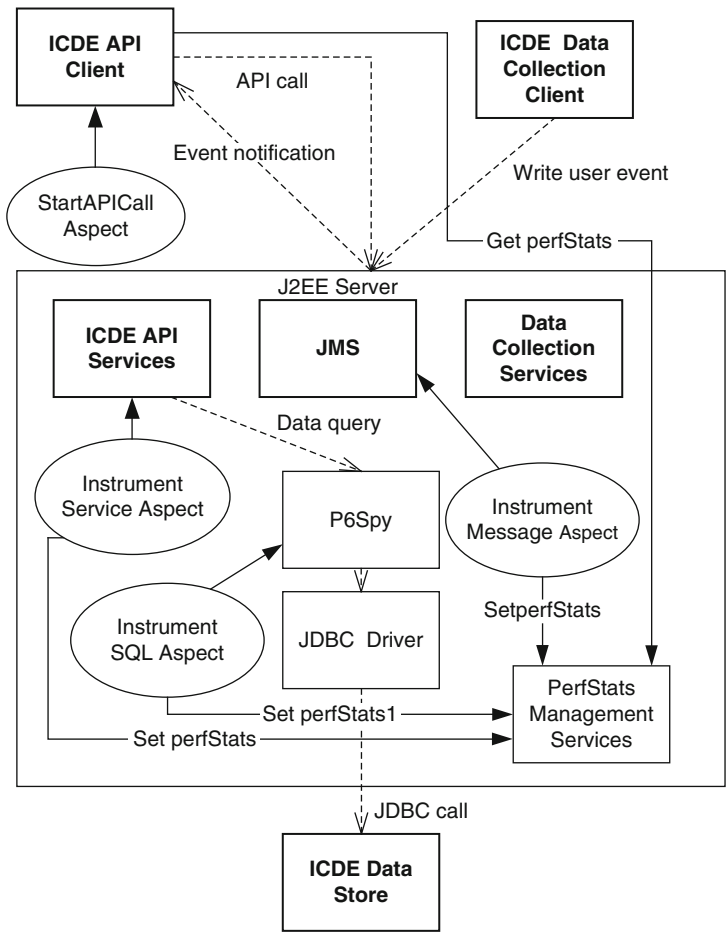 ICDE API
Client
ICDE Data
Collection
Client
API call
Event notification
Write user event
StartAPICall
Aspect
Get perfStats
J2EE Server
ICDE API
Services
JMS
Data
Collection
Services
Data query
Instrument
Service Aspect
P6Spy
Instrument
Message Aspect
SetperfStats
Instrument
SQL Aspect
JDBC Driver
PerfStats
Management
Services
Set perfStats1
Set perfStats
JDBC call
ICDE Data
Store